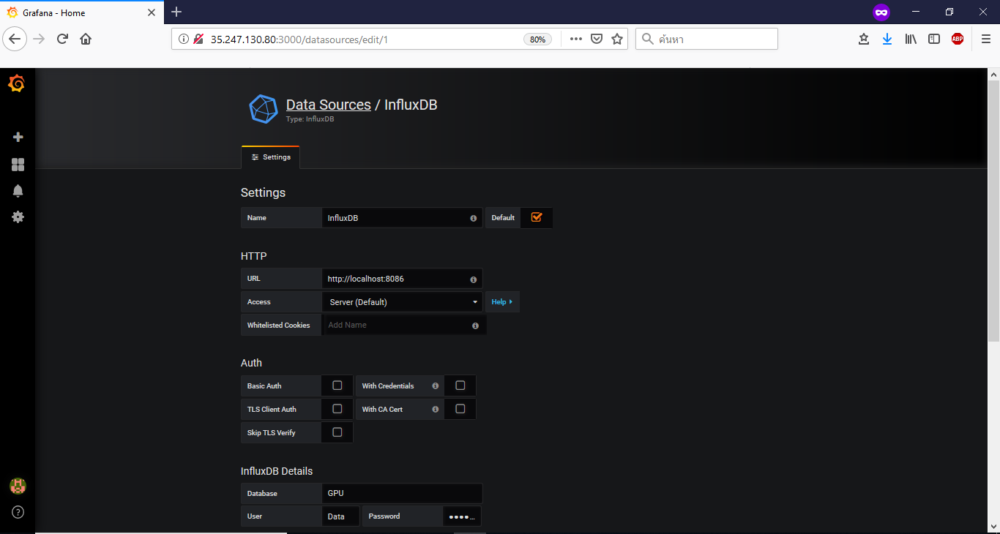 Grafana - Home
35.247.130.80:3000/datasources/edit/1
80%
ค้นหา
ABP
Data Sources / InfluxDB
Type: InfluxDB
Settings
Settings
Name InfluxDB Default
HTTP
URL http://localhost:8086
Access Server (Default) Help
Whitelisted Cookies Add Name
Auth
Basic Auth With Credentials
TLS Client Auth With CA Cert
Skip TLS Verify
InfluxDB Details
Database GPU
User Data Password ••••...